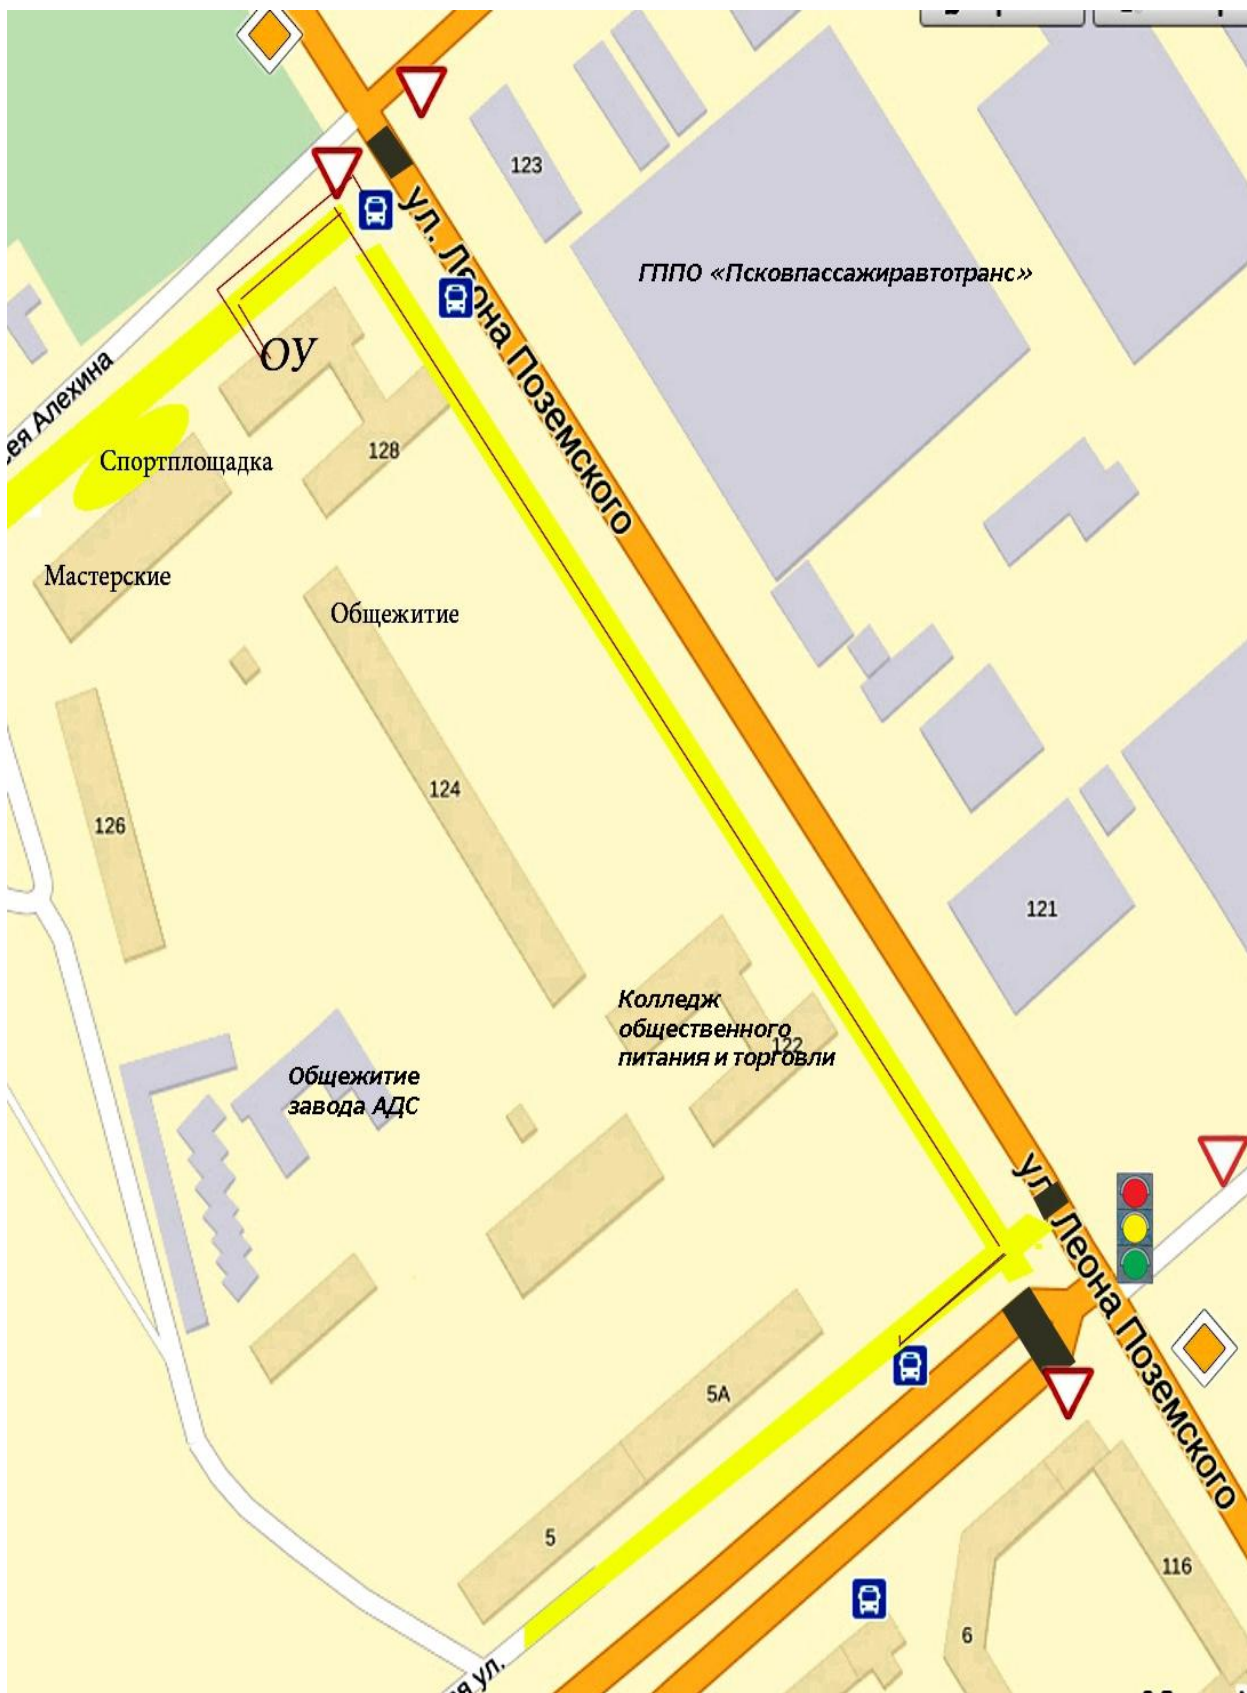 123
ул. Леона Поземского
ГППО «Псковпассажиравтотранс»
ОУ
Алехина
128
Спортплощадка
Мастерские
Общежитие
124
126
121
Колледж
общественного
питания и торговли
122
Общежитие
завода АДС
ул. Леона Поземского
5А
5
116
6
ул.